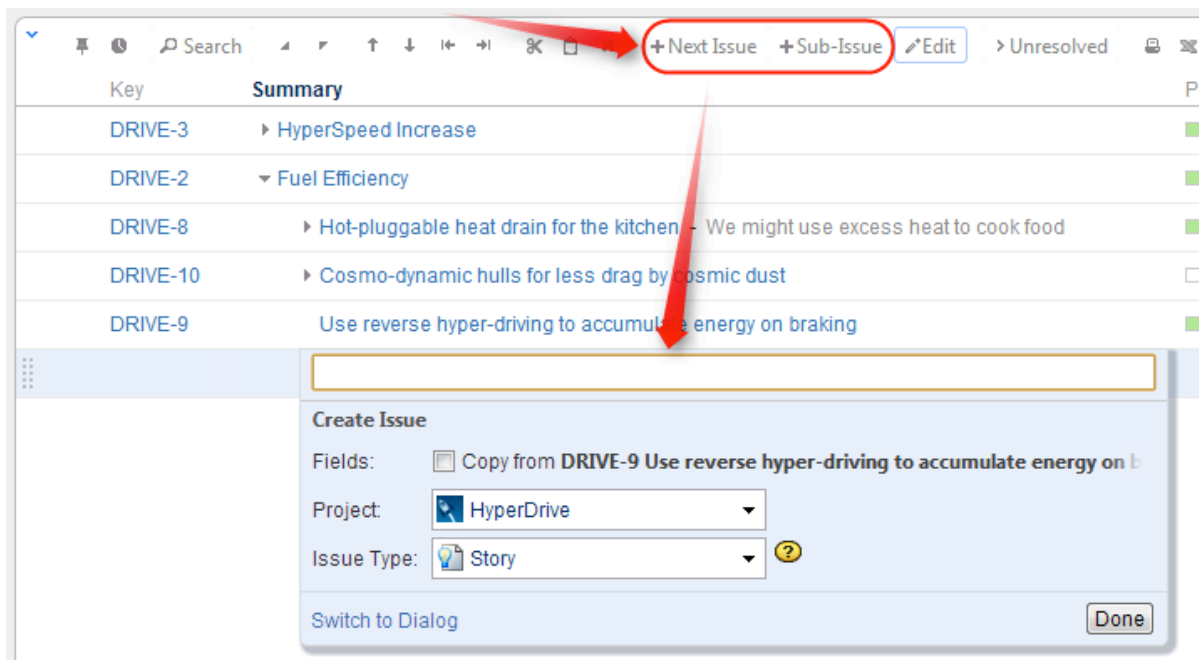 Search +Next Issue +Sub-Issue Edit Unresolved
Key Summary P
DRIVE-3 HyperSpeed Increase
DRIVE-2 Fuel Efficiency
DRIVE-8 Hot-pluggable heat drain for the kitchen - We might use excess heat to cook food
DRIVE-10 Cosmo-dynamic hulls for less drag by cosmic dust
DRIVE-9 Use reverse hyper-driving to accumulate energy on braking
Create Issue
Fields: Copy from DRIVE-9 Use reverse hyper-driving to accumulate energy on b
Project: HyperDrive
Issue Type: Story ?
Switch to Dialog Done